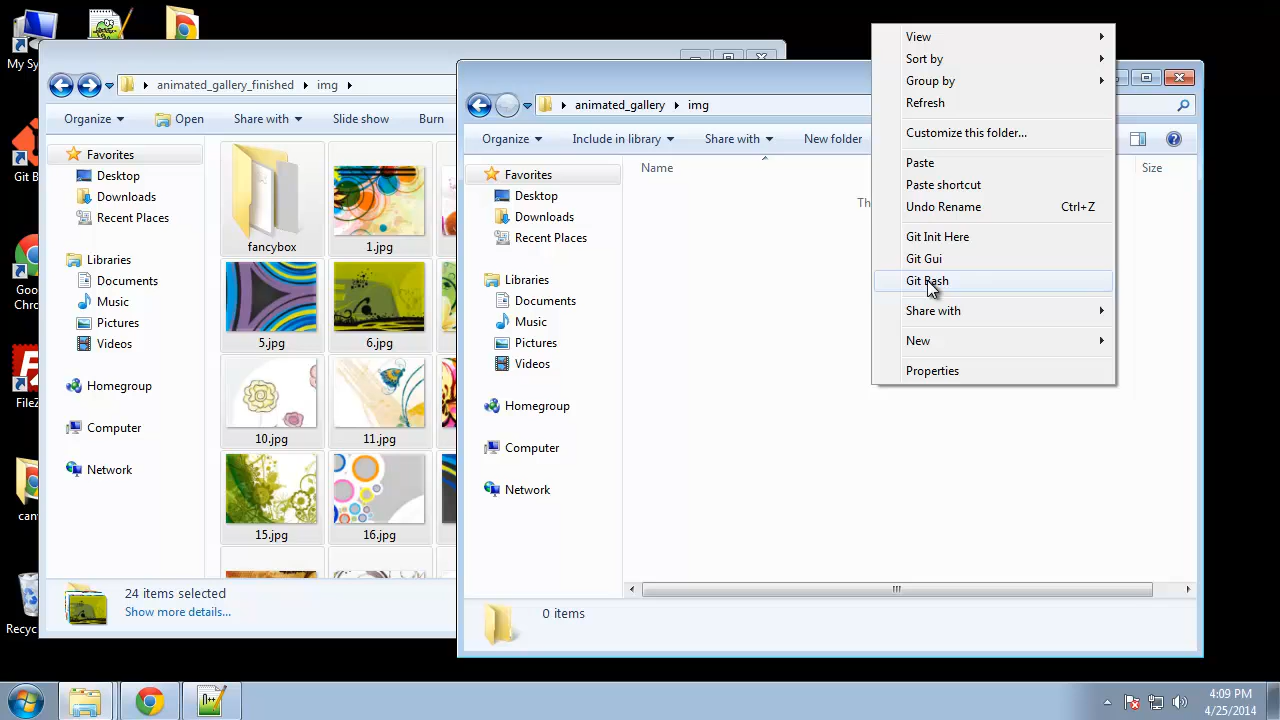 My Sy
animated_gallery_finished
img
Organize
Open
Share with
Slide show
Burn
Favorites
Desktop
Downloads
Recent Places
Libraries
Documents
Music
Pictures
Videos
Homegroup
Computer
Network
fancybox
1.jpg
5.jpg
6.jpg
10.jpg
11.jpg
15.jpg
16.jpg
24 items selected
Show more details...
Git B
Goo
Chr
FileZ
can
Recyc
animated_gallery
img
Organize
Include in library
Share with
New folder
Name
Size
Th
Favorites
Desktop
Downloads
Recent Places
Libraries
Documents
Music
Pictures
Videos
Homegroup
Computer
Network
0 items
View
Sort by
Group by
Refresh
Customize this folder...
Paste
Paste shortcut
Undo Rename Ctrl+Z
Git Init Here
Git Gui
Git Bash
Share with
New
Properties
4:09 PM
4/25/2014